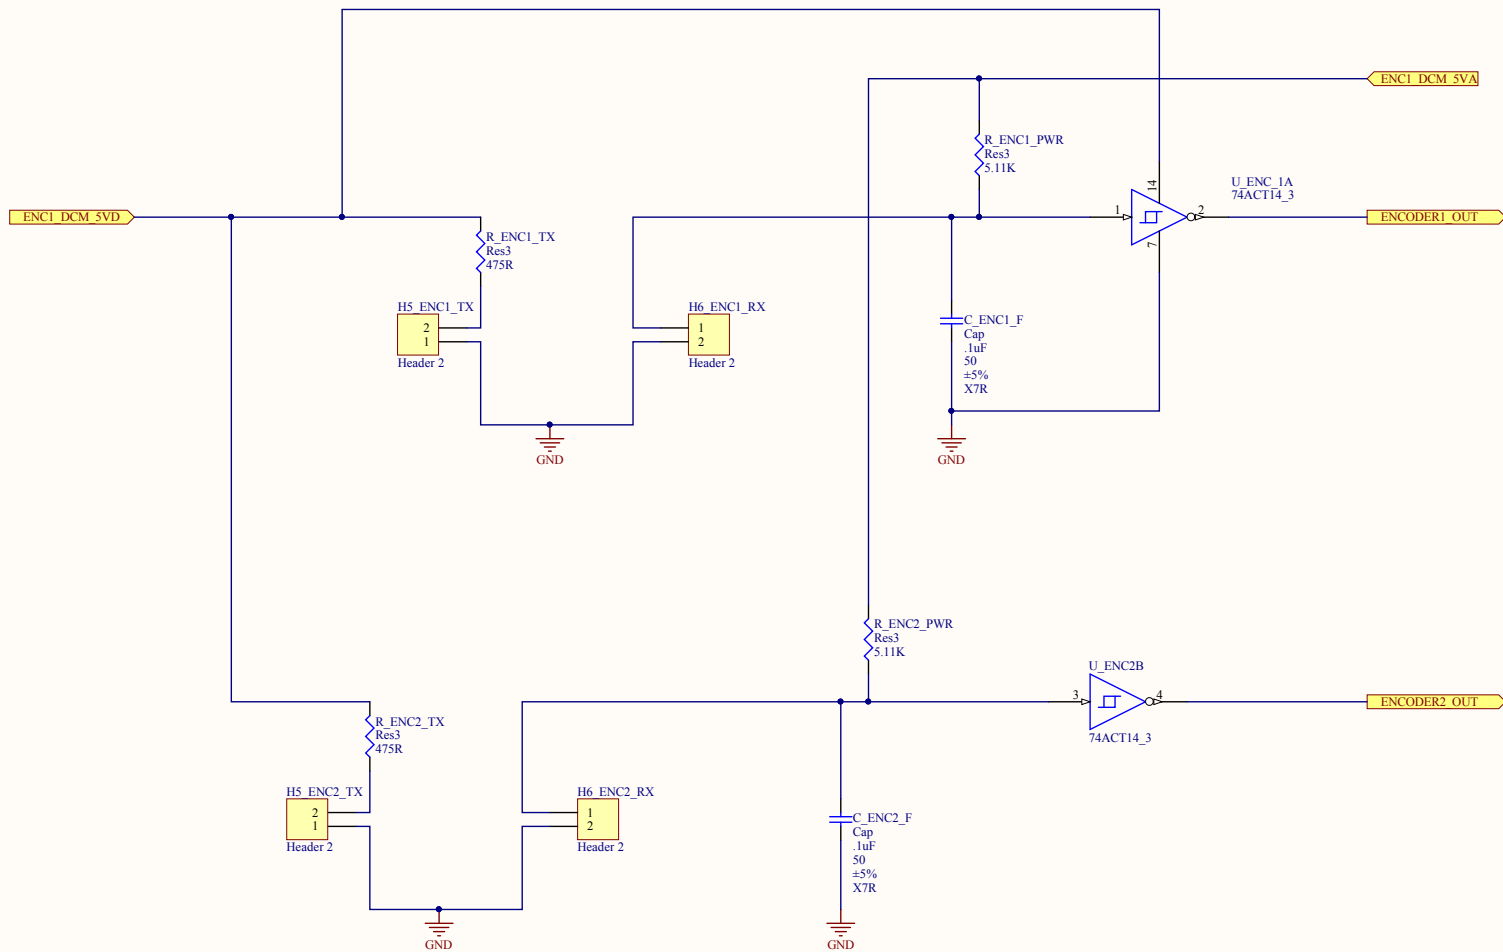 ENC1_DCM_5VA
R_ENC1_PWR
Res3
5.11K
14
U_ENC_1A
74ACT14_3
1
2
7
ENCODER1_OUT
ENC1_DCM_5VD
R_ENC1_TX
Res3
475R
H5_ENC1_TX
2
1
Header 2
H6_ENC1_RX
1
2
Header 2
C_ENC1_F
Cap
.1uF
50
±5%
X7R
GND
GND
R_ENC2_PWR
Res3
5.11K
U_ENC2B
3
4
74ACT14_3
ENCODER2_OUT
R_ENC2_TX
Res3
475R
H5_ENC2_TX
2
1
Header 2
H6_ENC2_RX
1
2
Header 2
C_ENC2_F
Cap
.1uF
50
±5%
X7R
GND
GND